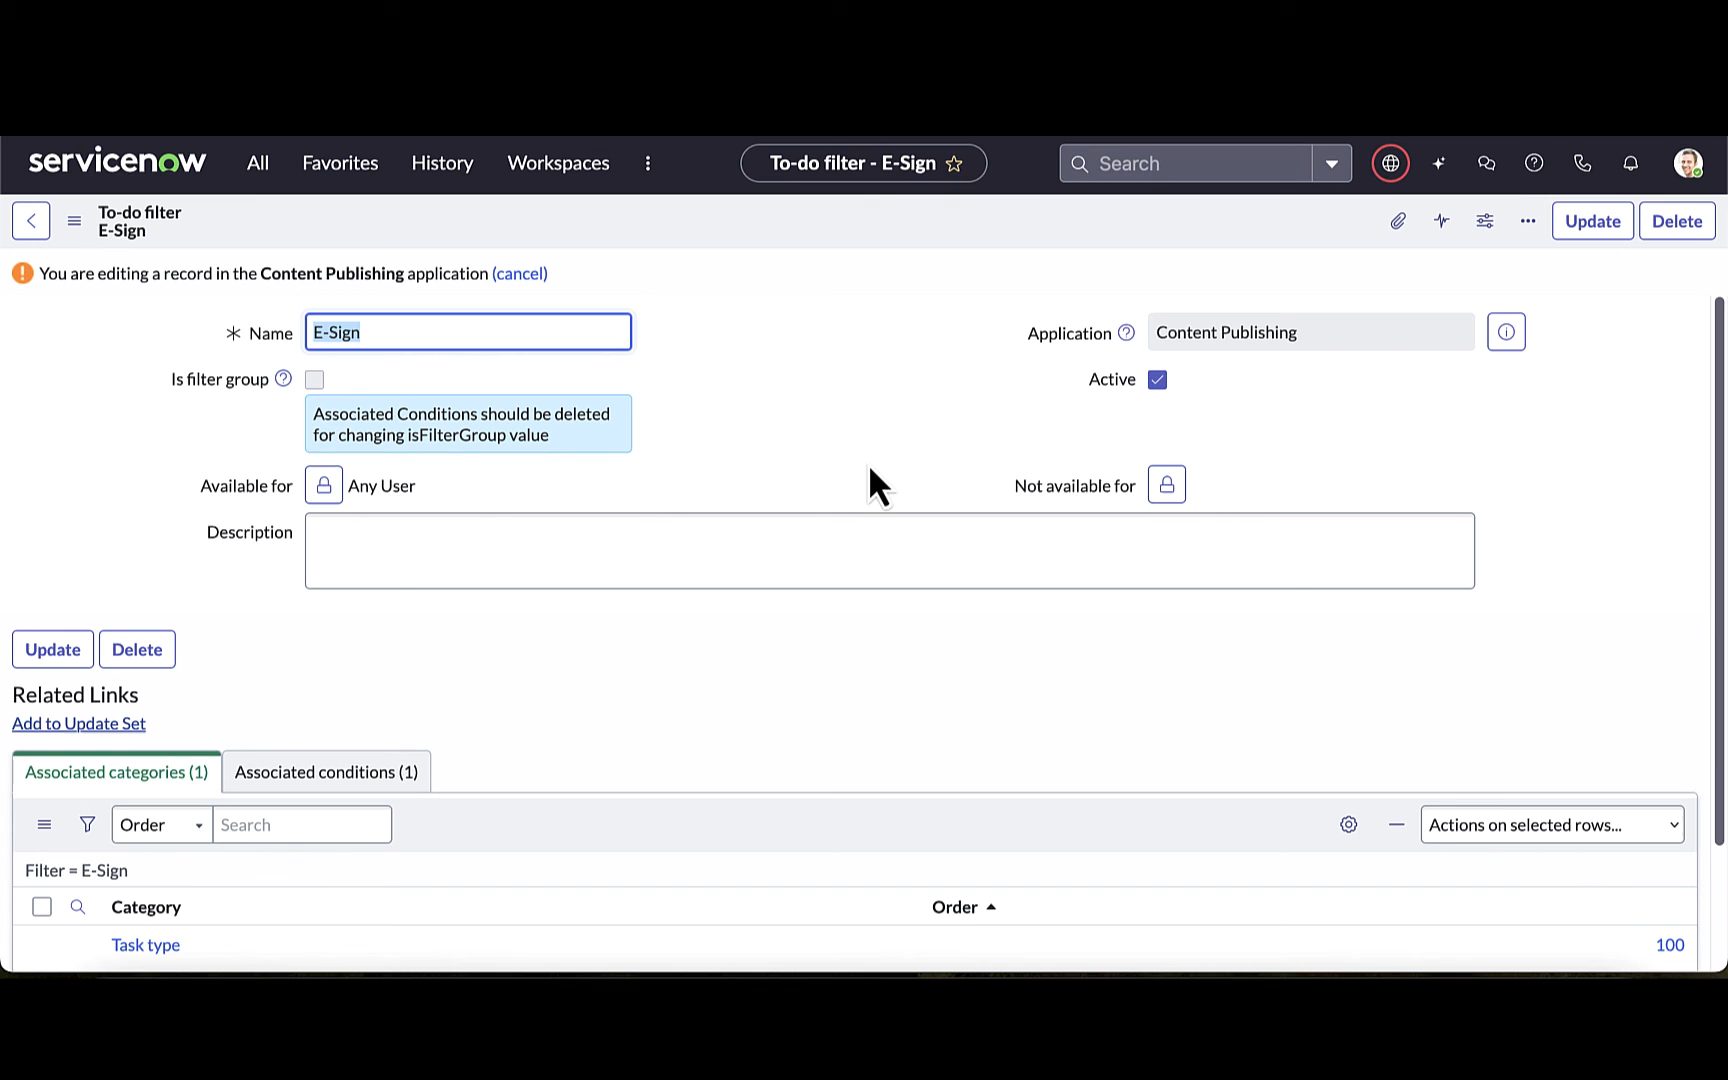 servicenow All Favorites History Workspaces To-do filter - E-Sign Search
To-do filter
E-Sign
Update Delete
You are editing a record in the Content Publishing application (cancel)
Name E-Sign Application Content Publishing
Is filter group Active
Associated Conditions should be deleted
for changing isFilterGroup value
Available for Any User Not available for
Description
Update Delete
Related Links
Add to Update Set
Associated categories (1) Associated conditions (1)
Order Search Actions on selected rows...
Filter = E-Sign
Category Order
Task type 100